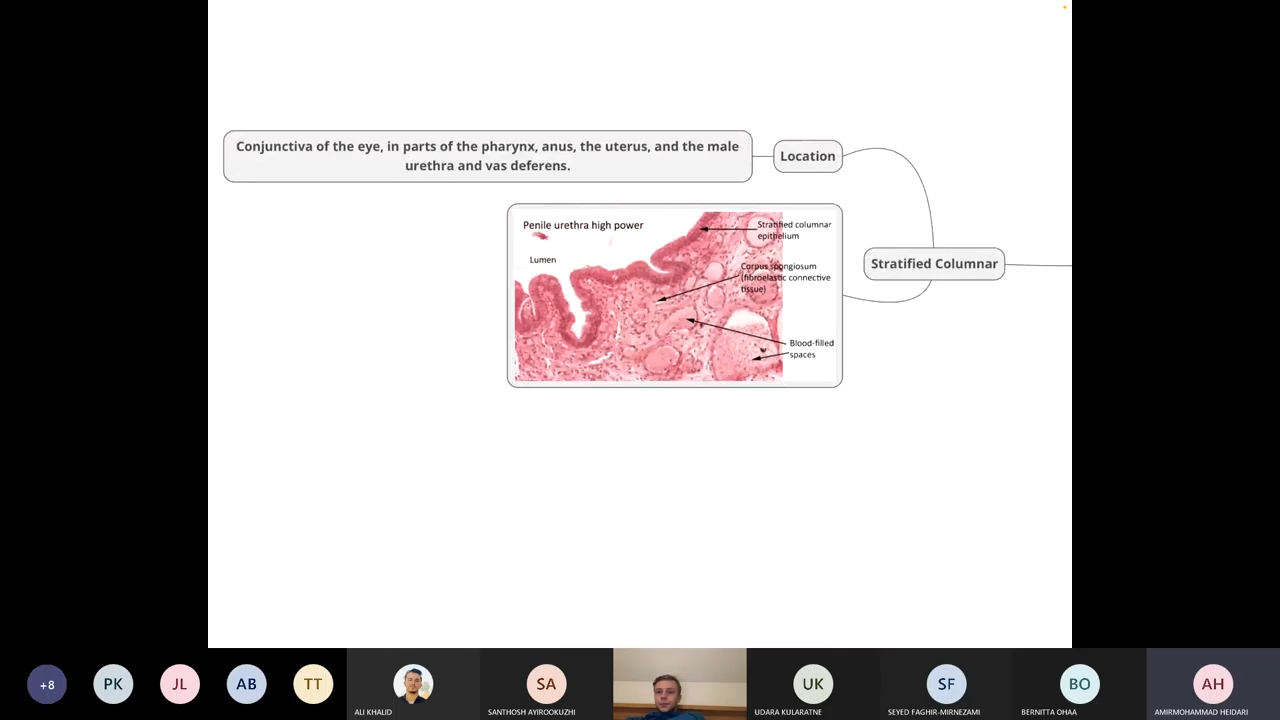 Conjunctiva of the eye, in parts of the pharynx, anus, the uterus, and the male
urethra and vas deferens.
Location
Penile urethra high power
Lumen
Stratified columnar
epithelium
Corpus spongiosum
(fibroelastic connective
tissue)
Blood-filled
spaces
Stratified Columnar
+8
PK
JL
AB
TT
ALI KHALID
SA
SANTHOSH AYIROOKUZHI
UK
UDARA KULARATNE
SF
SEYED FAGHIR-MIRNEZAMI
BO
BERNITTA OHAA
AH
AMIRMOHAMMAD HEIDARI